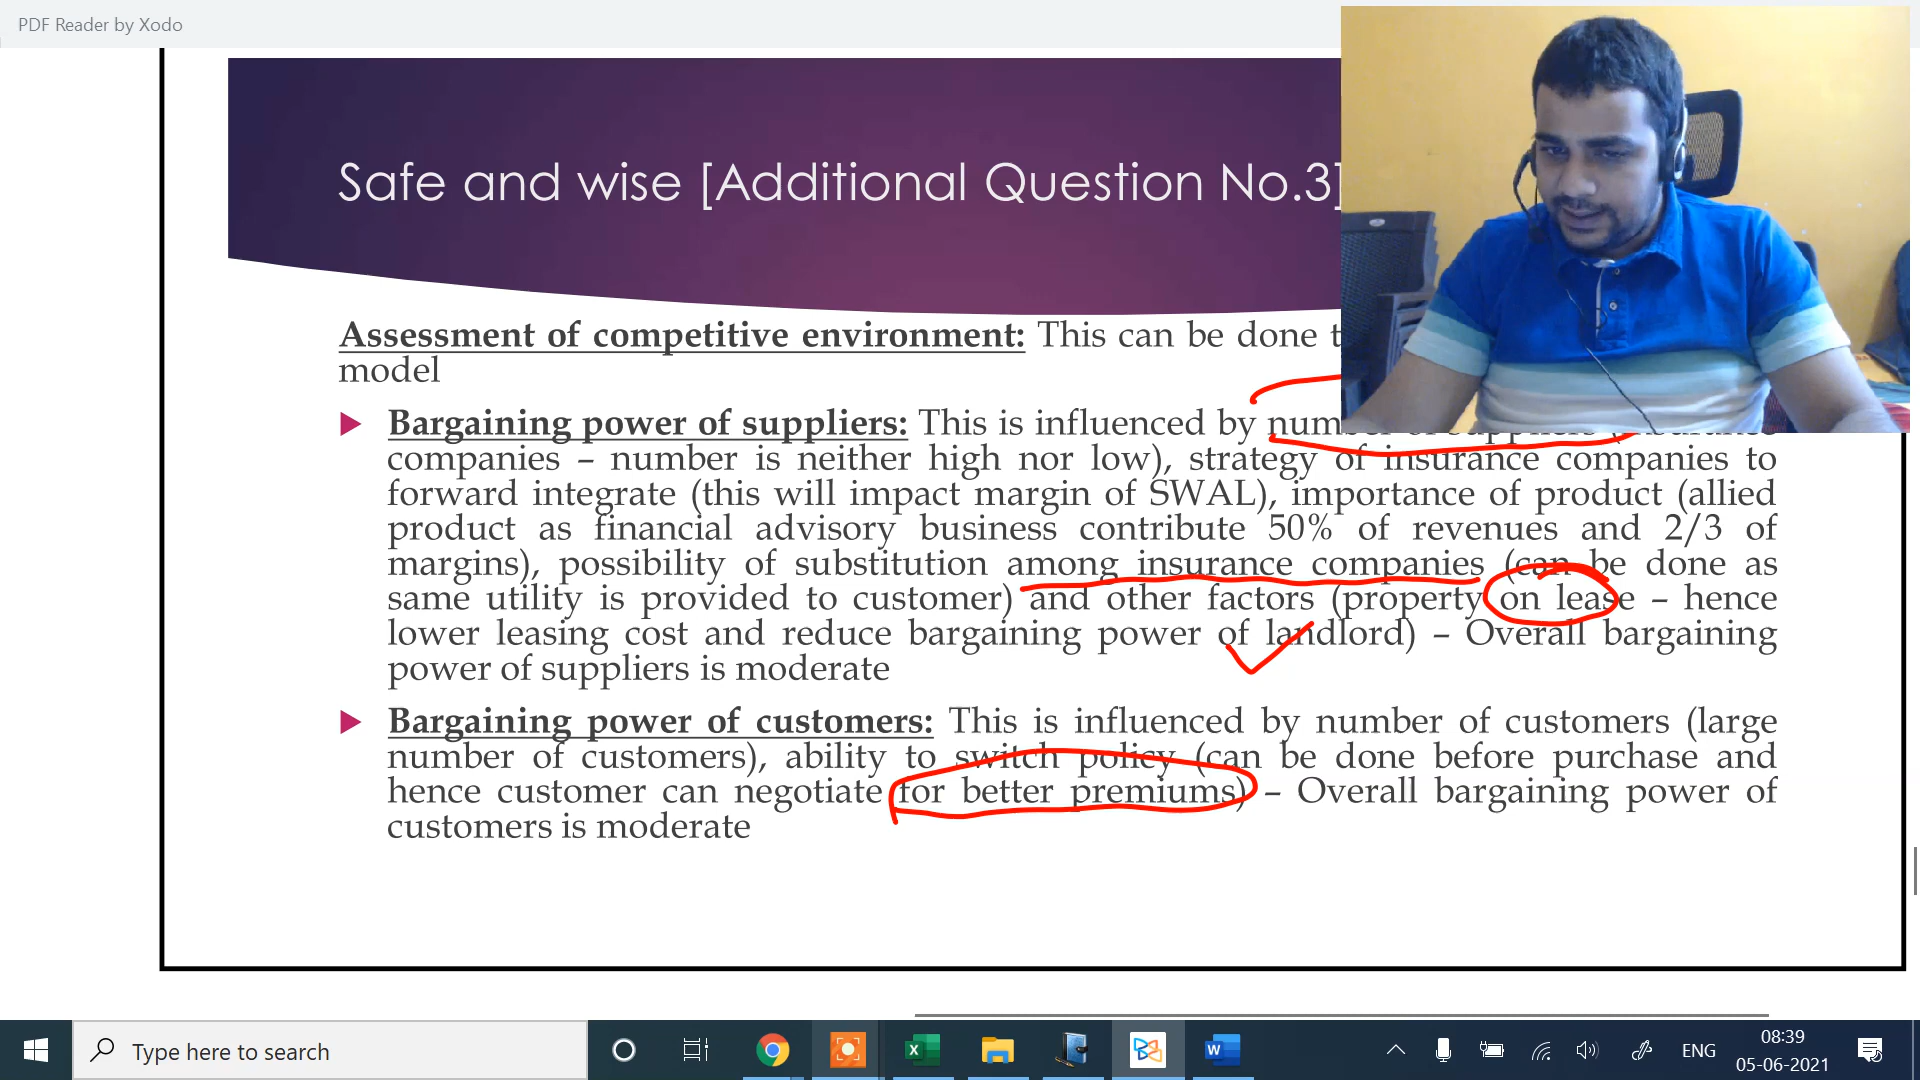 PDF Reader by Xodo
Safe and wise [Additional Question No.3]
Assessment of competitive environment: This can be done
model
Bargaining power of suppliers: This is influenced by number of suppliers (insurance
companies – number is neither high nor low), strategy of insurance companies to
forward integrate (this will impact margin of SWAL), importance of product (allied
product as financial advisory business contribute 50% of revenues and 2/3 of
margins), possibility of substitution among insurance companies (can be done as
same utility is provided to customer) and other factors (property on lease – hence
lower leasing cost and reduce bargaining power of landlord) – Overall bargaining
power of suppliers is moderate
Bargaining power of customers: This is influenced by number of customers (large
number of customers), ability to switch policy (can be done before purchase and
hence customer can negotiate for better premiums) – Overall bargaining power of
customers is moderate
Type here to search
ENG
08:39
05-06-2021